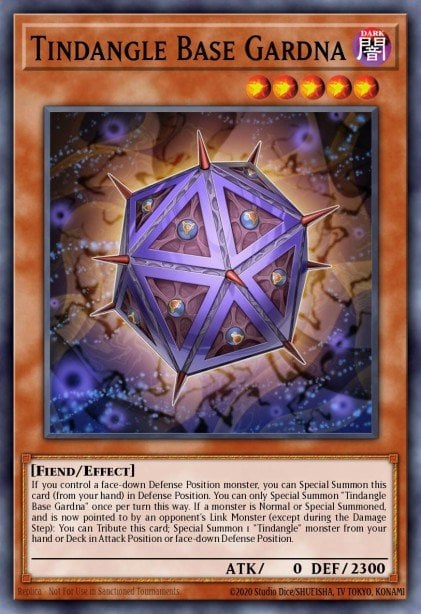 TINDANGLE BASE GARDNA
DARK
闇
[FIEND/EFFECT]
If you control a face-down Defense Position monster, you can Special Summon this
card (from your hand) in Defense Position. You can only Special Summon "Tindangle
Base Gardna" once per turn this way. If a monster is Normal or Special Summoned,
and is now pointed to by an opponent's Link Monster (except during the Damage
Step): You can Tribute this card; Special Summon 1 "Tindangle" monster from your
hand or Deck in Attack Position or face-down Defense Position.
ATK/ 0 DEF/2300
Replica - Not For Use in Sanctioned Tournaments
©2020 Studio Dice/SHUEISHA, TV TOKYO, KONAMI